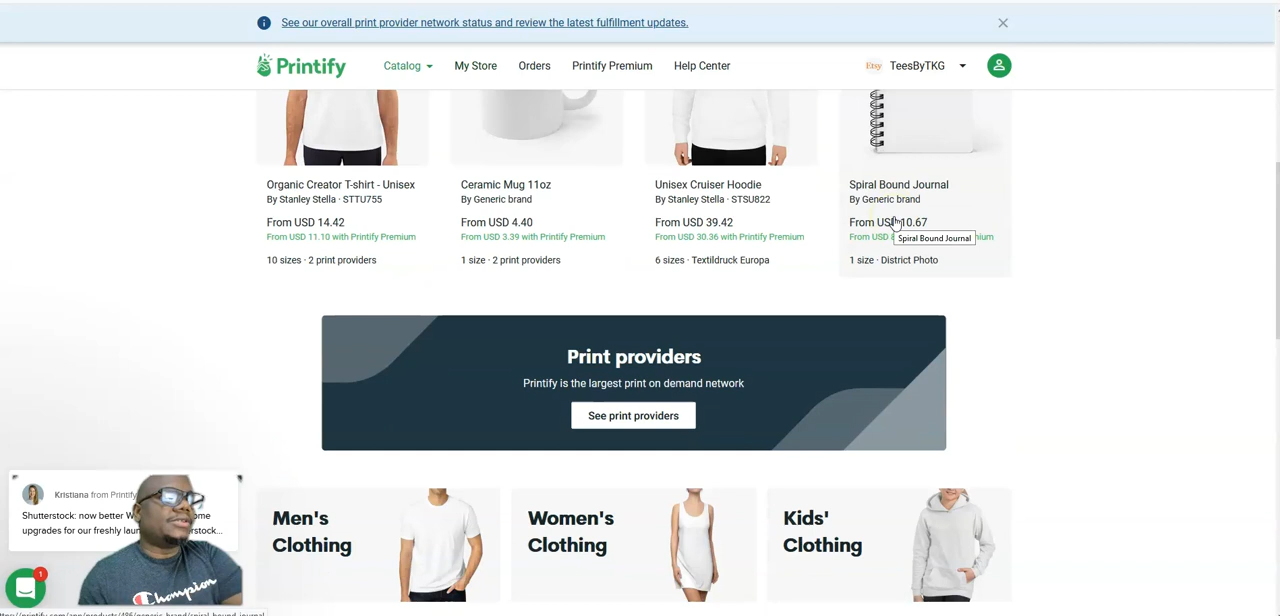 See our overall print provider network status and review the latest fulfillment updates.
Printify
Catalog
My Store
Orders
Printify Premium
Help Center
Etsy
TeesByTKG
Organic Creator T-shirt - Unisex
By Stanley Stella · STTU755
From USD 14.42
From USD 11.10 with Printify Premium
10 sizes · 2 print providers
Ceramic Mug 11oz
By Generic brand
From USD 4.40
From USD 3.39 with Printify Premium
1 size · 2 print providers
Unisex Cruiser Hoodie
By Stanley Stella · STSU822
From USD 39.42
From USD 30.36 with Printify Premium
6 sizes · Textildruck Europa
Spiral Bound Journal
By Generic brand
From USD 10.67
From USD
Spiral Bound Journal
1 size · District Photo
Print providers
Printify is the largest print on demand network
See print providers
Kristiana from Printify
Shutterstock: now better
upgrades for our freshly
Men's
Clothing
Women's
Clothing
Kids'
Clothing
Champion
1